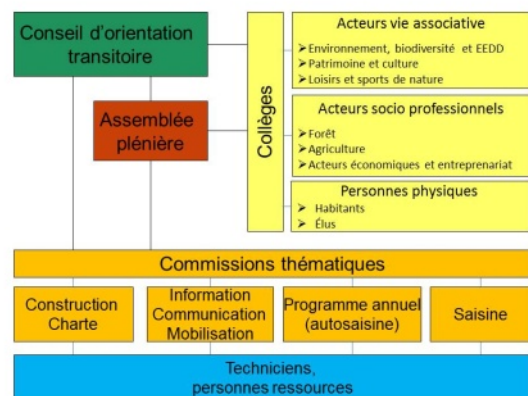 Conseil d'orientation
transitoire
Assemblée
plénière
Collèges
Acteurs vie associative
➢Environnement, biodiversité et EEDD
➢Patrimoine et culture
➢Loisirs et sports de nature
Acteurs socio professionnels
➢Forêt
➢Agriculture
➢Acteurs économiques et entreprenariat
Personnes physiques
➢ Habitants
➢ Élus
Commissions thématiques
Construction
Charte
Information
Communication
Mobilisation
Programme annuel
(autosaisine)
Saisine
Techniciens,
personnes ressources